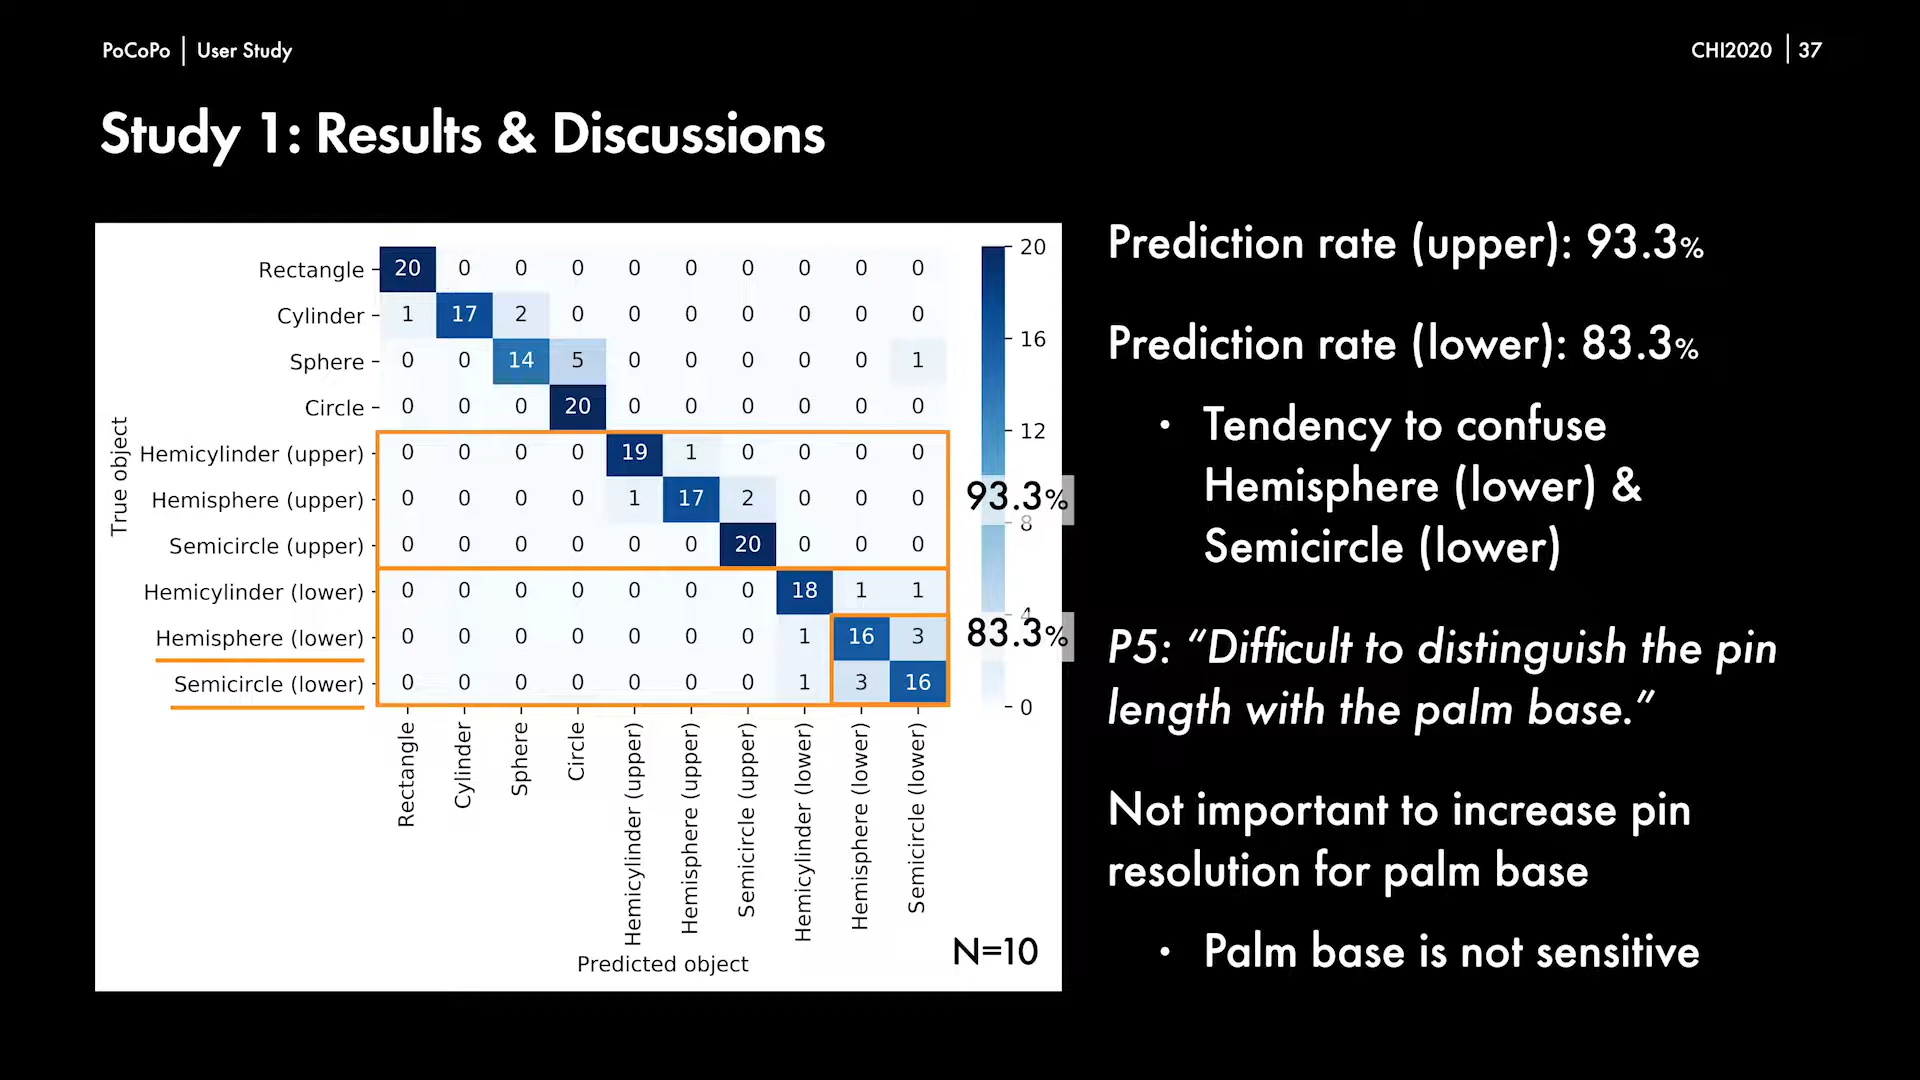 PoCoPo | User Study
CHI2020 | 37
Study 1: Results & Discussions
True object
Rectangle 20 0 0 0 0 0 0 0 0 0
Cylinder 1 17 2 0 0 0 0 0 0 0
Sphere 0 0 14 5 0 0 0 0 0 1
Circle 0 0 0 20 0 0 0 0 0 0
Hemicylinder (upper) 0 0 0 0 19 1 0 0 0 0
Hemisphere (upper) 0 0 0 0 1 17 2 0 0 0
Semicircle (upper) 0 0 0 0 0 0 20 0 0 0
Hemicylinder (lower) 0 0 0 0 0 0 0 18 1 1
Hemisphere (lower) 0 0 0 0 0 0 0 1 16 3
Semicircle (lower) 0 0 0 0 0 0 0 1 3 16
Rectangle
Cylinder
Sphere
Circle
Hemicylinder (upper)
Hemisphere (upper)
Semicircle (upper)
Hemicylinder (lower)
Hemisphere (lower)
Semicircle (lower)
Predicted object
20
16
12
93.3%
8
4
83.3%
0
N=10
Prediction rate (upper): 93.3%
Prediction rate (lower): 83.3%
• Tendency to confuse
Hemisphere (lower) &
Semicircle (lower)
P5: “Difficult to distinguish the pin
length with the palm base.”
Not important to increase pin
resolution for palm base
• Palm base is not sensitive